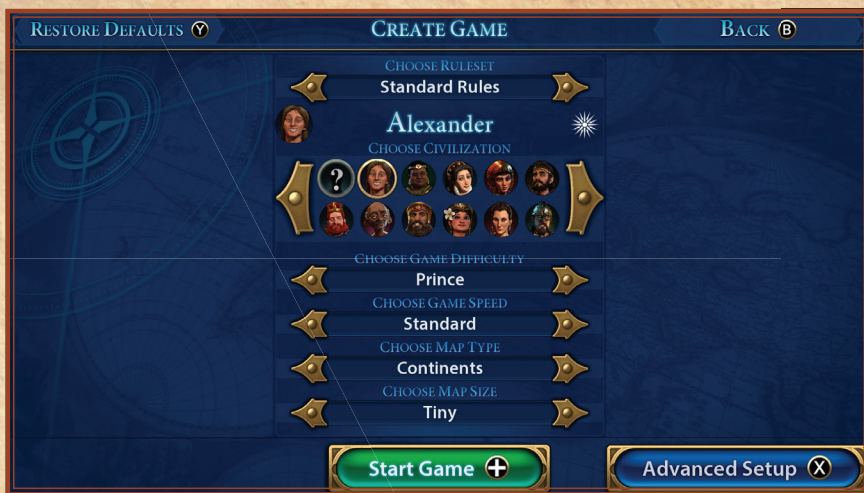 RESTORE DEFAULTS Y
CREATE GAME
BACK B
CHOOSE RULESET
Standard Rules
Alexander
CHOOSE CIVILIZATION
?
CHOOSE GAME DIFFICULTY
Prince
CHOOSE GAME SPEED
Standard
CHOOSE MAP TYPE
Continents
CHOOSE MAP SIZE
Tiny
Start Game +
Advanced Setup X